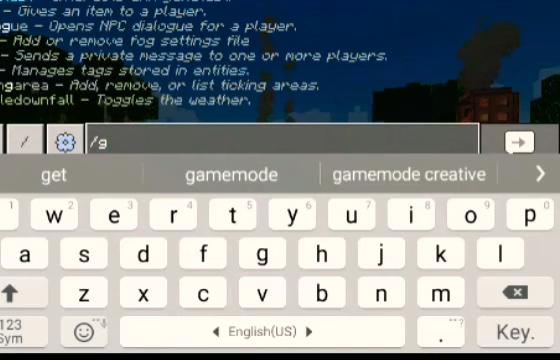 – Gives an item to a player.
ogue – Opens NPC dialogue for a player.
– Add or remove fog settings file
– Sends a private message to one or more players.
– Manages tags stored in entities.
ngarea – Add, remove, or list ticking areas.
ledownfall – Toggles the weather.
/ /g
get gamemode gamemode creative >
1 w 2 e 3 r 4 t 5 y 6 u 7 i 8 o 9 p 0
a s d f g h j k l
z x c v b n m
123 Sym English(US) . Key.